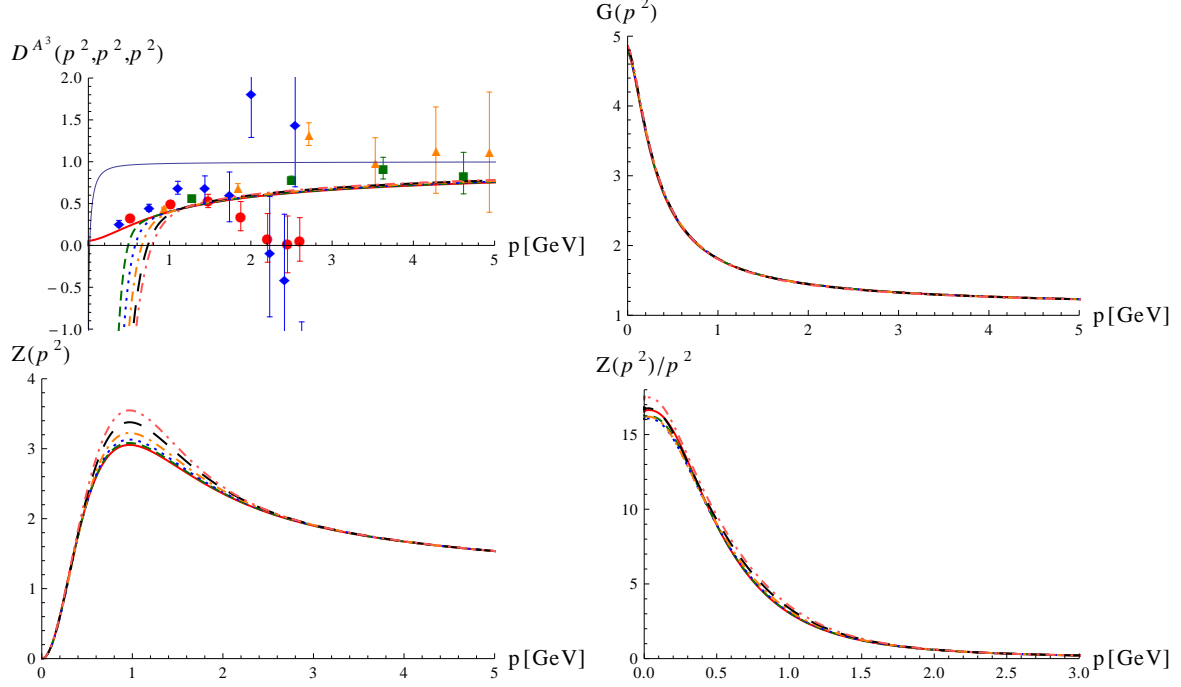 D^{A^3}(p^2,p^2,p^2)
2.0
1.5
1.0
0.5
0.0
-0.5
-1.0
1 2 3 4 5
p [GeV]
G(p^2)
5
4
3
2
1
0 1 2 3 4 5
p [GeV]
Z(p^2)
4
3
2
1
0
0 1 2 3 4 5
p [GeV]
Z(p^2)/p^2
15
10
5
0
0.0 0.5 1.0 1.5 2.0 2.5 3.0
p [GeV]